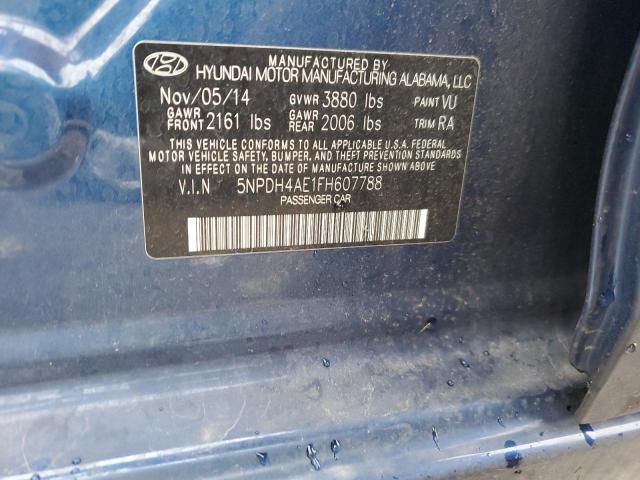 MANUFACTURED BY
HYUNDAI MOTOR MANUFACTURING ALABAMA, LLC
Nov/05/14 GVWR 3880 lbs PAINT VU
GAWR FRONT 2161 lbs GAWR REAR 2006 lbs TRIM RA
THIS VEHICLE CONFORMS TO ALL APPLICABLE U.S.A. FEDERAL
MOTOR VEHICLE SAFETY, BUMPER, AND THEFT PREVENTION STANDARDS
IN EFFECT ON THE DATE OF MANUFACTURE SHOWN ABOVE
V.I.N 5NPDH4AE1FH607788
PASSENGER CAR